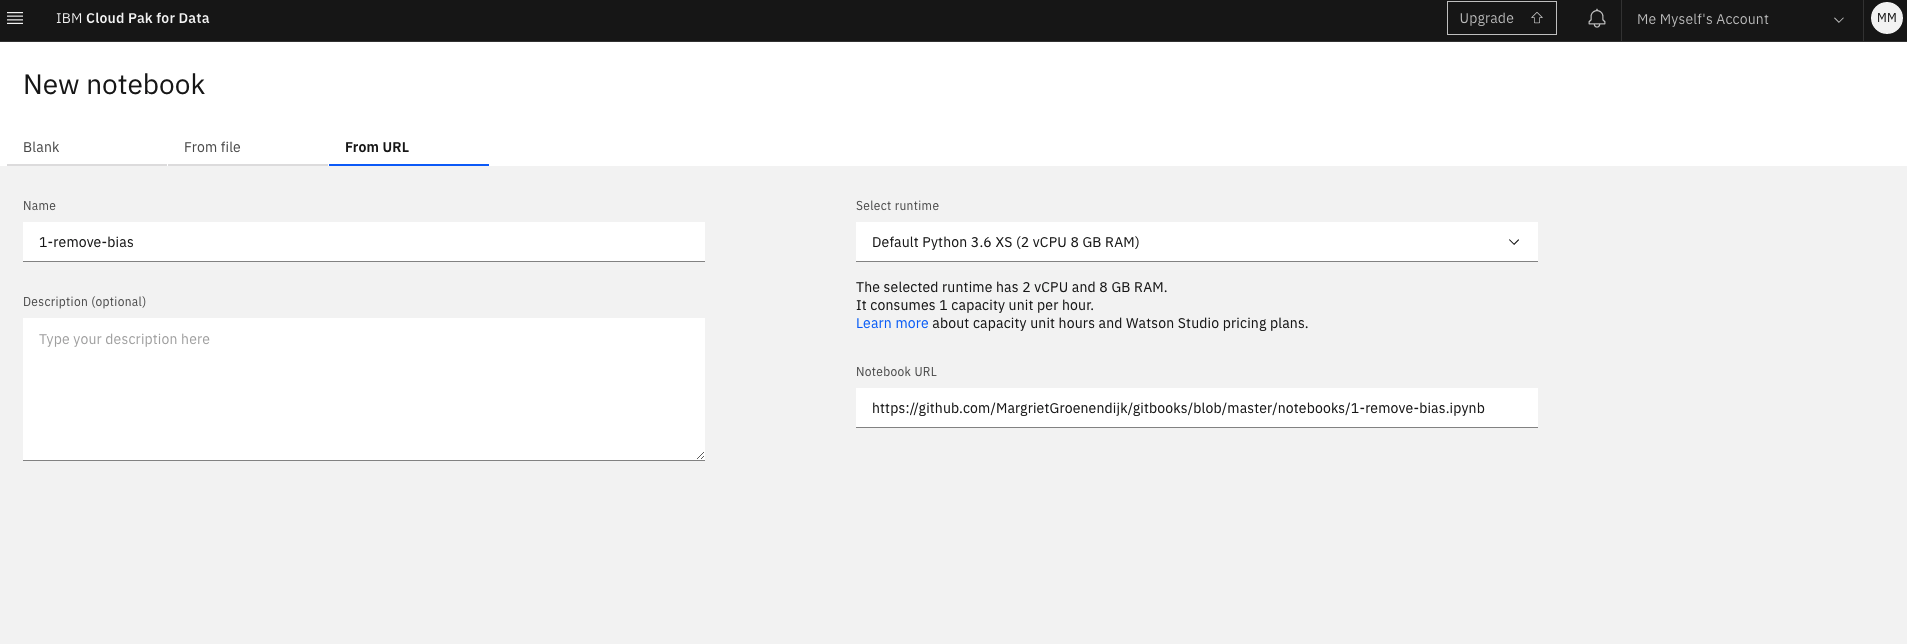 IBM Cloud Pak for Data
Upgrade
Me Myself's Account
MM
New notebook
Blank
From file
From URL
Name
1-remove-bias
Description (optional)
Type your description here
Select runtime
Default Python 3.6 XS (2 vCPU 8 GB RAM)
The selected runtime has 2 vCPU and 8 GB RAM.
It consumes 1 capacity unit per hour.
Learn more about capacity unit hours and Watson Studio pricing plans.
Notebook URL
https://github.com/MargrietGroenendijk/gitbooks/blob/master/notebooks/1-remove-bias.ipynb